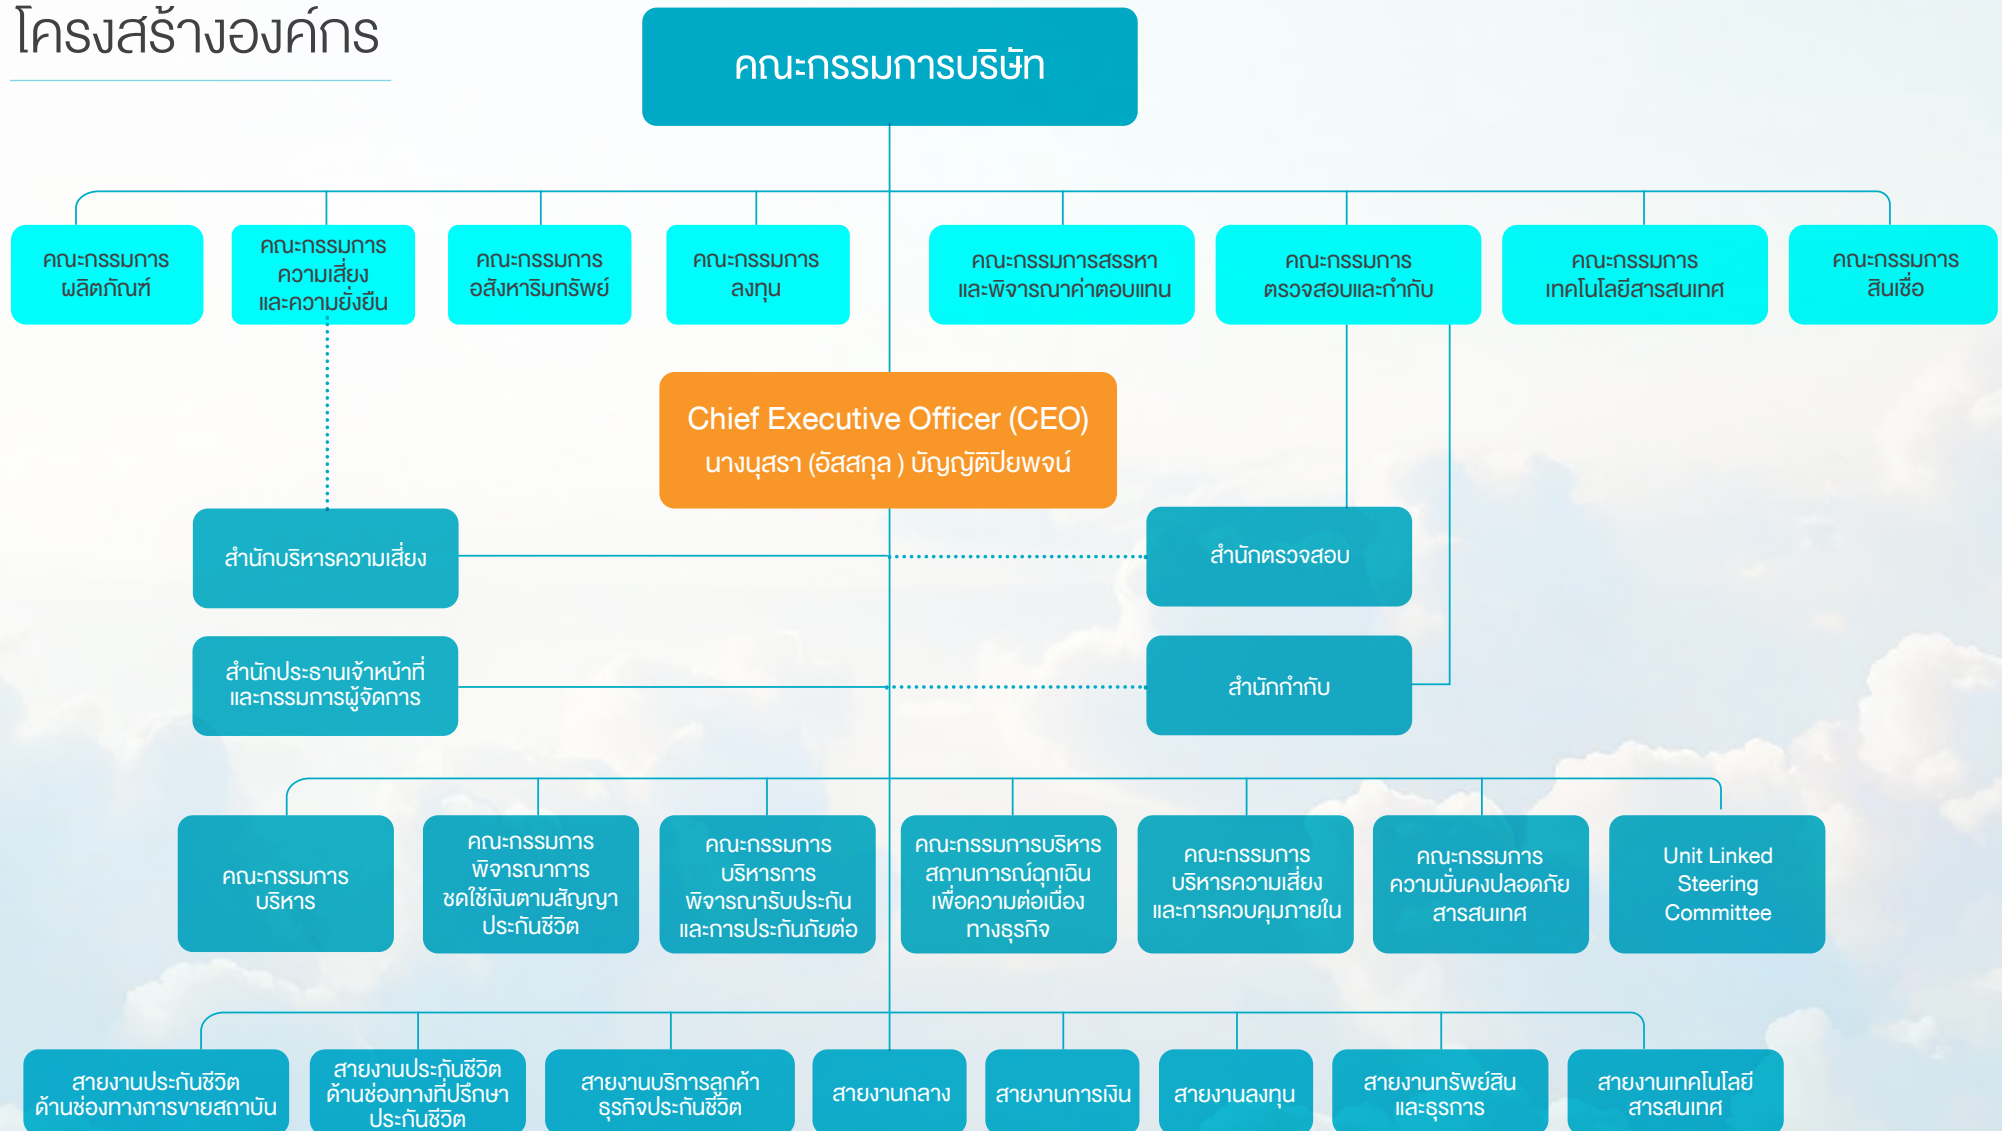 โครงสร้างองค์กร
คณะกรรมการบริษัท
คณะกรรมการ
ผลิตภัณฑ์
คณะกรรมการ
ความเสี่ยง
และความยั่งยืน
คณะกรรมการ
อสังหาริมทรัพย์
คณะกรรมการ
ลงทุน
คณะกรรมการสรรหา
และพิจารณาค่าตอบแทน
คณะกรรมการ
ตรวจสอบและกำกับ
คณะกรรมการ
เทคโนโลยีสารสนเทศ
คณะกรรมการ
สินเชื่อ
Chief Executive Officer (CEO)
นางนุสรา (อัสสกุล ) บัญญัติปิยพจน์
สำนักบริหารความเสี่ยง
สำนักตรวจสอบ
สำนักประธานเจ้าหน้าที่
และกรรมการผู้จัดการ
สำนักกำกับ
คณะกรรมการ
บริหาร
คณะกรรมการ
พิจารณาการ
ชดใช้เงินตามสัญญา
ประกันชีวิต
คณะกรรมการ
บริหารการ
พิจารณารับประกัน
และการประกันภัยต่อ
คณะกรรมการบริหาร
สถานการณ์ฉุกเฉิน
เพื่อความต่อเนื่อง
ทางธุรกิจ
คณะกรรมการ
บริหารความเสี่ยง
และการควบคุมภายใน
คณะกรรมการ
ความมั่นคงปลอดภัย
สารสนเทศ
Unit Linked
Steering
Committee
สายงานประกันชีวิต
ด้านช่องทางการขายสถาบัน
สายงานประกันชีวิต
ด้านช่องทางที่ปรึกษา
ประกันชีวิต
สายงานบริการลูกค้า
ธุรกิจประกันชีวิต
สายงานกลาง
สายงานการเงิน
สายงานลงทุน
สายงานทรัพย์สิน
และธุรการ
สายงานเทคโนโลยี
สารสนเทศ